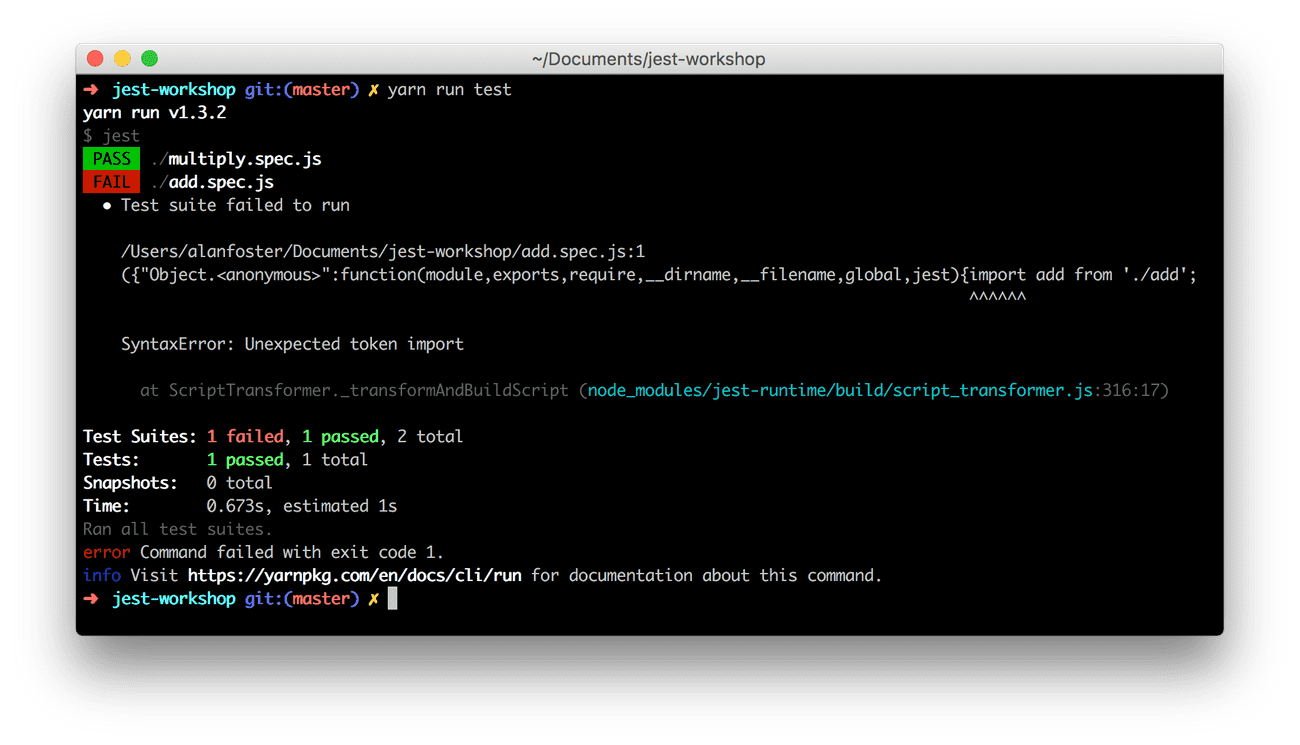 ~/Documents/jest-workshop
➜ jest-workshop git:(master) ✗ yarn run test
yarn run v1.3.2
$ jest
PASS ./multiply.spec.js
FAIL ./add.spec.js
● Test suite failed to run
/Users/alanfoster/Documents/jest-workshop/add.spec.js:1
({"Object.<anonymous>":function(module,exports,require,__dirname,__filename,global,jest){import add from './add';
^^^^^^
SyntaxError: Unexpected token import
at ScriptTransformer._transformAndBuildScript (node_modules/jest-runtime/build/script_transformer.js:316:17)
Test Suites: 1 failed, 1 passed, 2 total
Tests: 1 passed, 1 total
Snapshots: 0 total
Time: 0.673s, estimated 1s
Ran all test suites.
error Command failed with exit code 1.
info Visit https://yarnpkg.com/en/docs/cli/run for documentation about this command.
➜ jest-workshop git:(master) ✗